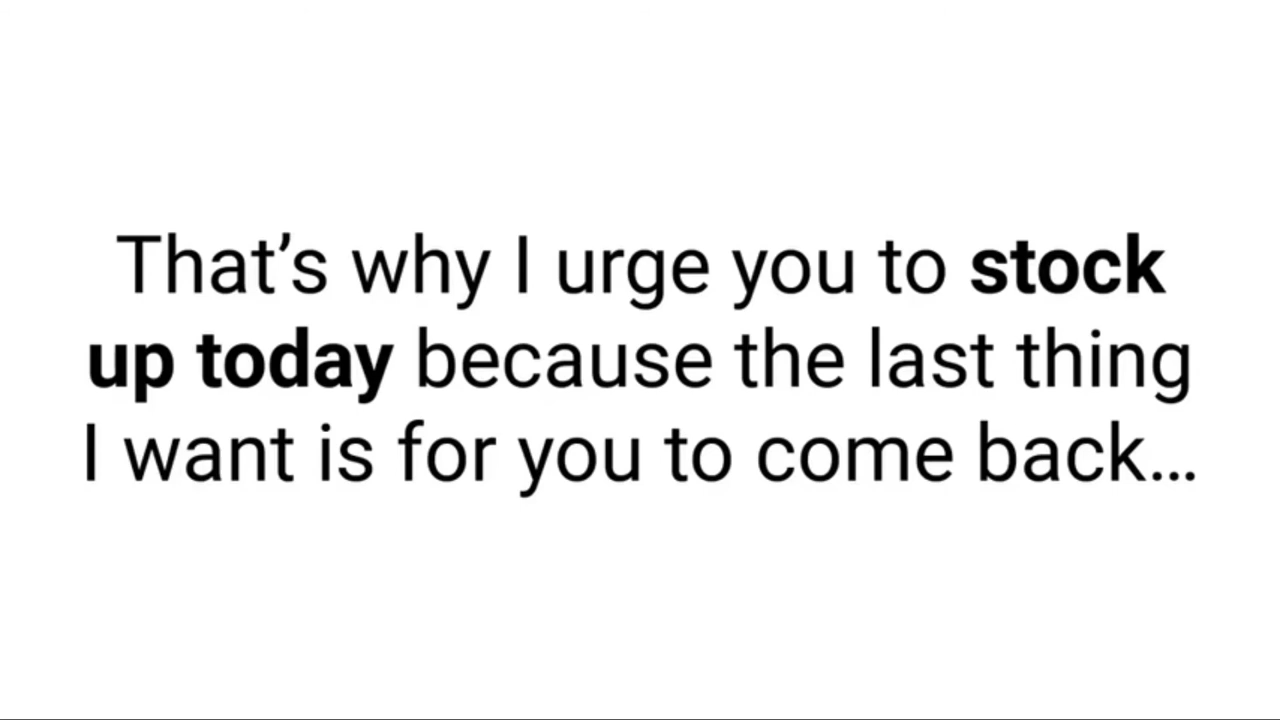 That’s why I urge you to stock
up today because the last thing
I want is for you to come back…